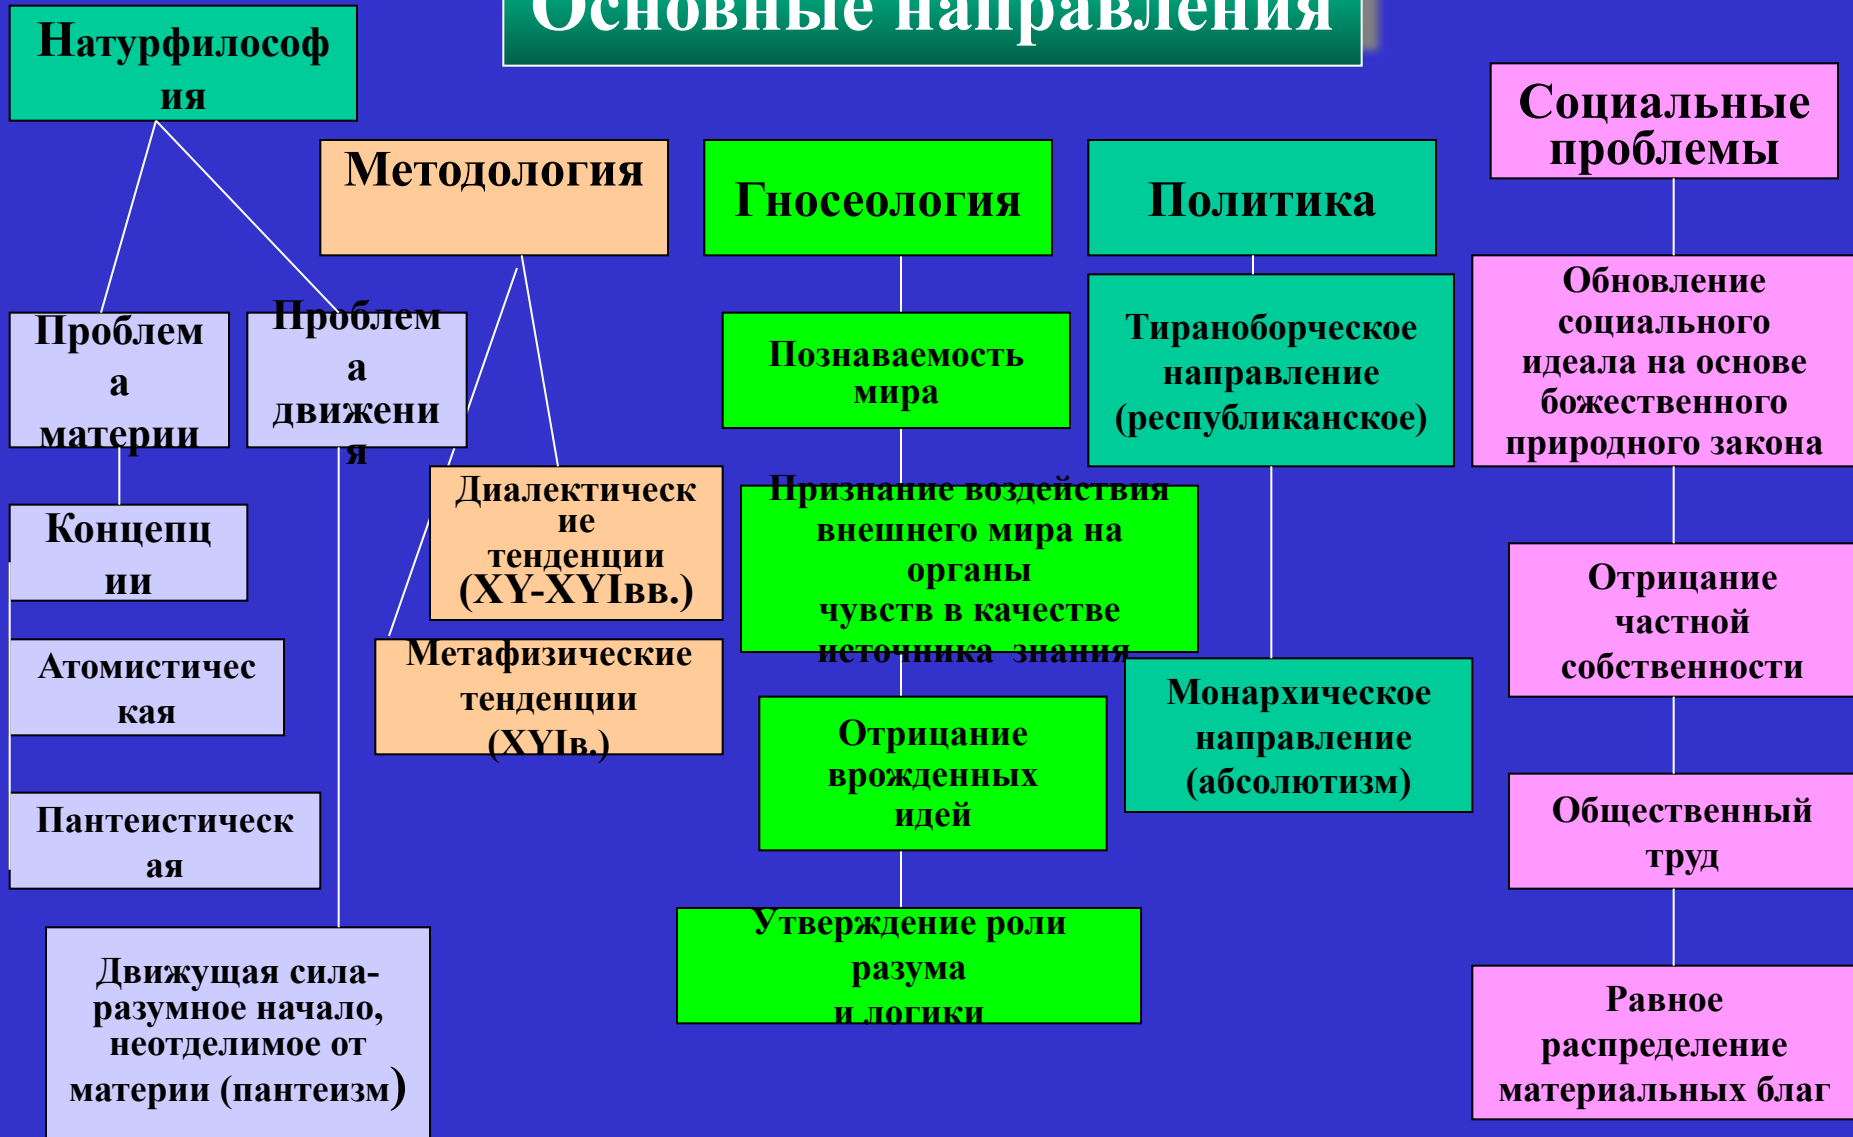 Основные направления
Натурфилософ
ия
Проблем
а
материи
Проблем
а
движени
я
Концепц
ии
Атомистичес
кая
Пантеистическ
ая
Движущая сила-
разумное начало,
неотделимое от
материи (пантеизм)
Методология
Диалектическ
ие
тенденции
(XY-XYIвв.)
Метафизические
тенденции
(XYIв.)
Гносеология
Познаваемость
мира
Признание воздействия
внешнего мира на
органы
чувств в качестве
источника знания
Отрицание
врожденных
идей
Утверждение роли
разума
и логики
Политика
Тираноборческое
направление
(республиканское)
Монархическое
направление
(абсолютизм)
Социальные
проблемы
Обновление
социального
идеала на основе
божественного
природного закона
Отрицание
частной
собственности
Общественный
труд
Равное
распределение
материальных благ